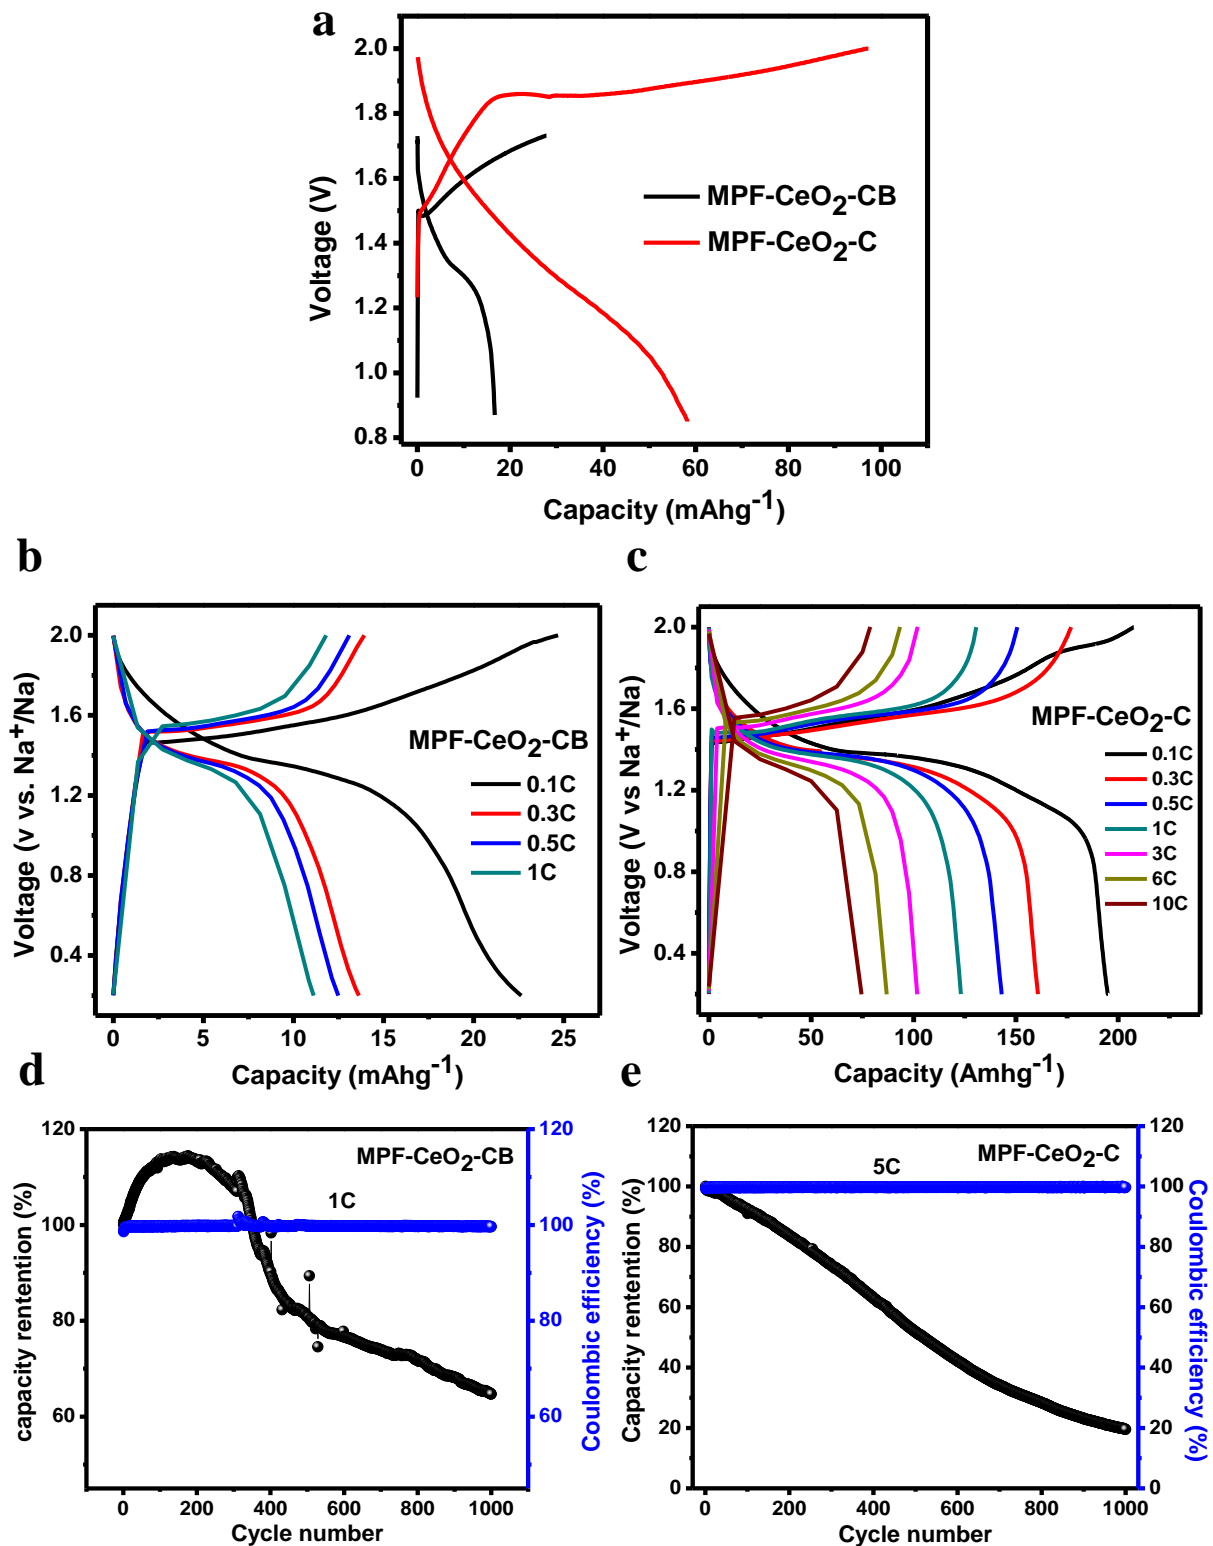 a
2.0
1.8
1.6
1.4
1.2
1.0
0.8
Voltage (V)
MPF-CeO2-CB
MPF-CeO2-C
0 20 40 60 80 100
Capacity (mAhg-1)
b
2.0
1.6
1.2
0.8
0.4
Voltage (v vs. Na+/Na)
MPF-CeO2-CB
0.1C
0.3C
0.5C
1C
0 5 10 15 20 25
Capacity (mAhg-1)
c
2.0
1.6
1.2
0.8
0.4
Voltage (V vs Na+/Na)
MPF-CeO2-C
0.1C
0.3C
0.5C
1C
3C
6C
10C
0 50 100 150 200
Capacity (Amhg-1)
d
120
100
80
60
capacity rentention (%)
MPF-CeO2-CB
1C
120
100
80
60
Coulombic efficiency (%)
0 200 400 600 800 1000
Cycle number
e
120
100
80
60
40
20
0
Capacity rentention (%)
5C
MPF-CeO2-C
120
100
80
60
40
20
0
Coulombic efficiency (%)
0 200 400 600 800 1000
Cycle number